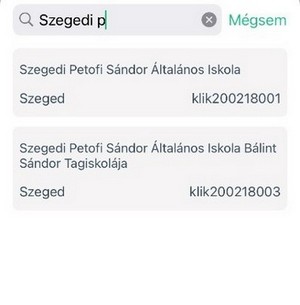 Szegedi p
Mégsem
Szegedi Petofi Sándor Általános Iskola
Szeged klik200218001
Szegedi Petofi Sándor Általános Iskola Bálint
Sándor Tagiskolája
Szeged klik200218003